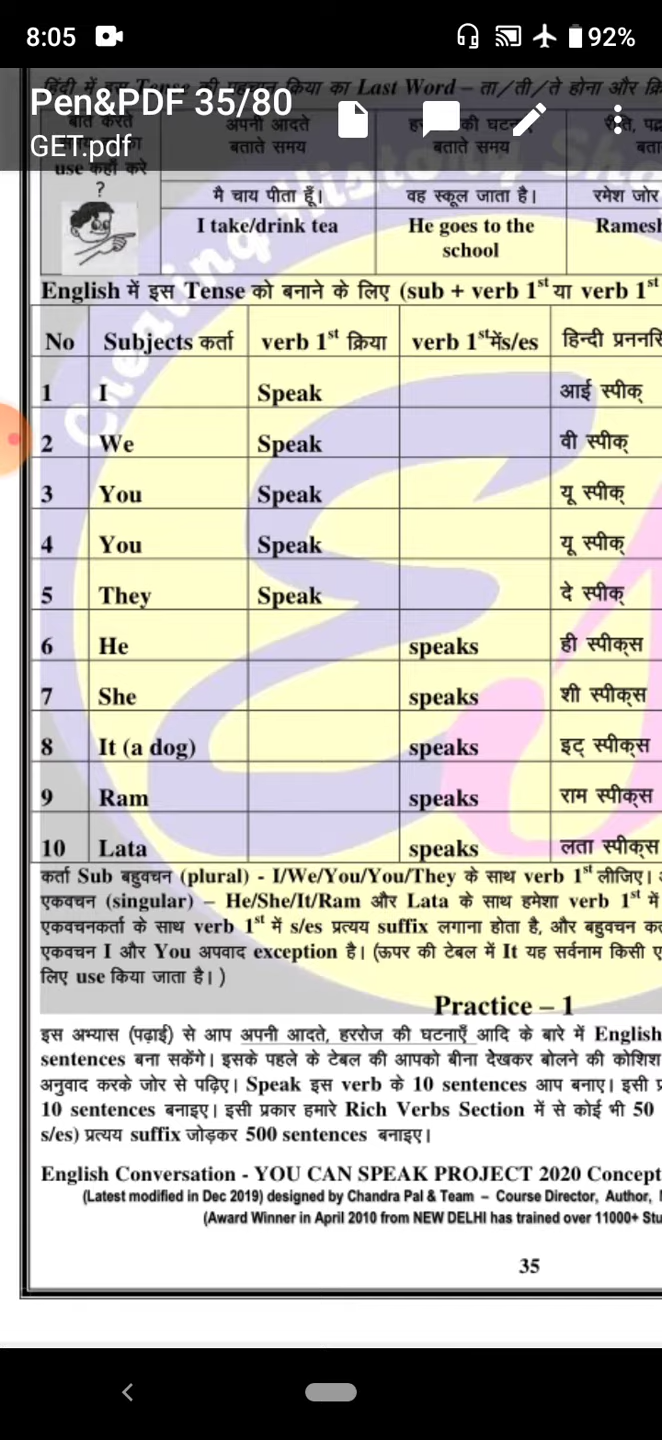 8:05 92%
हिंदी में इस Tense की पहचान क्रिया का Last Word – ता/ती/ते होना और क्रि
Pen&PDF 35/80
GET.pdf
बात करते अपनी आदते की घटन
बताते समय बताते समय
use कहाँ करे
?
मै चाय पीता हूँ। वह स्कूल जाता है। रमेश जोर
I take/drink tea He goes to the Ramesh
school
English में इस Tense को बनाने के लिए (sub + verb 1st या verb 1st
No Subjects कर्ता verb 1st क्रिया verb 1stमें s/es हिन्दी प्रननसि
1 I Speak आई स्पीक्
2 We Speak वी स्पीक्
3 You Speak यू स्पीक्
4 You Speak यू स्पीक्
5 They Speak दे स्पीक्
6 He speaks ही स्पीक्स
7 She speaks शी स्पीक्स
8 It (a dog) speaks इट् स्पीक्स
9 Ram speaks राम स्पीक्स
10 Lata speaks लता स्पीक्स
कर्ता Sub बहुवचन (plural) - I/We/You/You/They के साथ verb 1st लीजिए।
एकवचन (singular) – He/She/It/Ram और Lata के साथ हमेशा verb 1st में
एकवचनकर्ता के साथ verb 1st में s/es प्रत्यय suffix लगाना होता है, और बहुवचन कर्
एकवचन I और You अपवाद exception है। (ऊपर की टेबल में It यह सर्वनाम किसी ए
लिए use किया जाता है।)
Practice – 1
इस अभ्यास (पढ़ाई) से आप अपनी आदते, हररोज की घटनाएँ आदि के बारे में English
sentences बना सकेंगे। इसके पहले के टेबल की आपको बीना देखकर बोलने की कोशिश
अनुवाद करके जोर से पढ़िए। Speak इस verb के 10 sentences आप बनाए। इसी प्र
10 sentences बनाइए। इसी प्रकार हमारे Rich Verbs Section में से कोई भी 50
s/es) प्रत्यय suffix जोड़कर 500 sentences बनाइए।
English Conversation - YOU CAN SPEAK PROJECT 2020 Concept
(Latest modified in Dec 2019) designed by Chandra Pal & Team – Course Director, Author,
(Award Winner in April 2010 from NEW DELHI has trained over 11000+ Stu
35